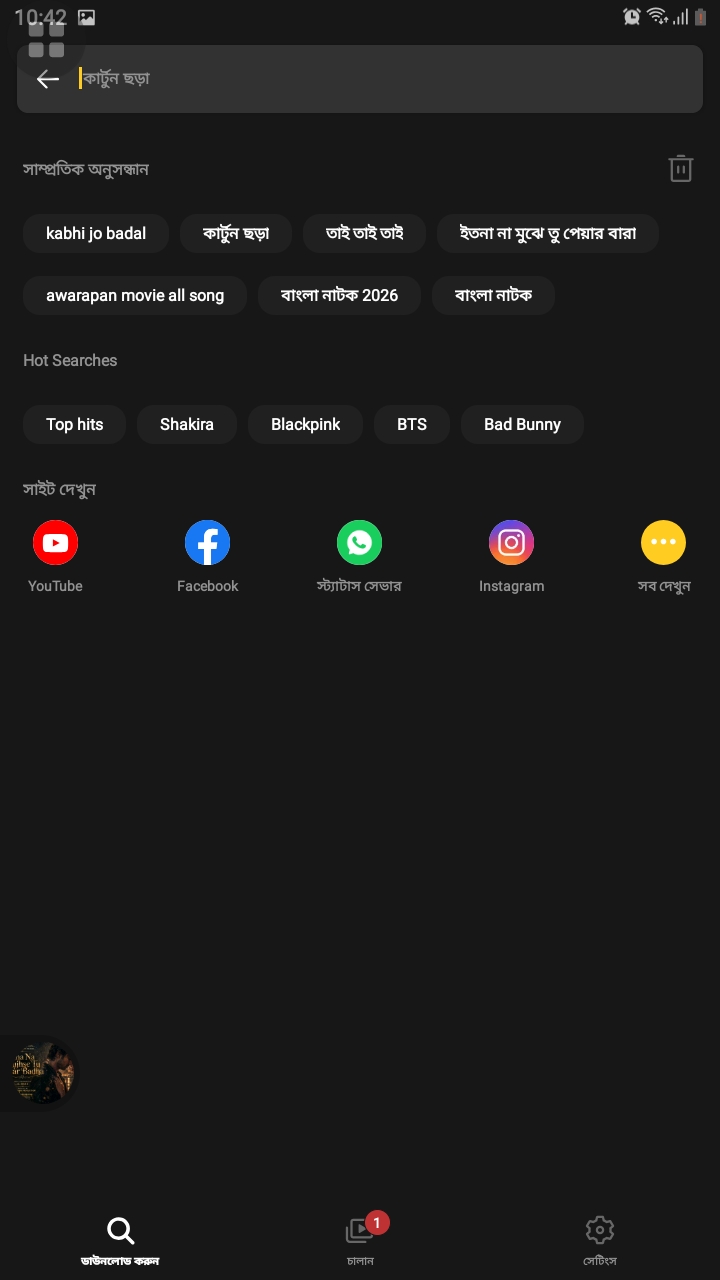 10:42
কার্টুন ছড়া
সাম্প্রতিক অনুসন্ধান
kabhi jo badal কার্টুন ছড়া তাই তাই তাই ইতনা না মুঝে তু পেয়ার বারা
awarapan movie all song বাংলা নাটক 2026 বাংলা নাটক
Hot Searches
Top hits Shakira Blackpink BTS Bad Bunny
সাইট দেখুন
YouTube Facebook স্ট্যাটাস সেভার Instagram সব দেখুন
1
ডাউনলোড করুন চালান সেটিংস